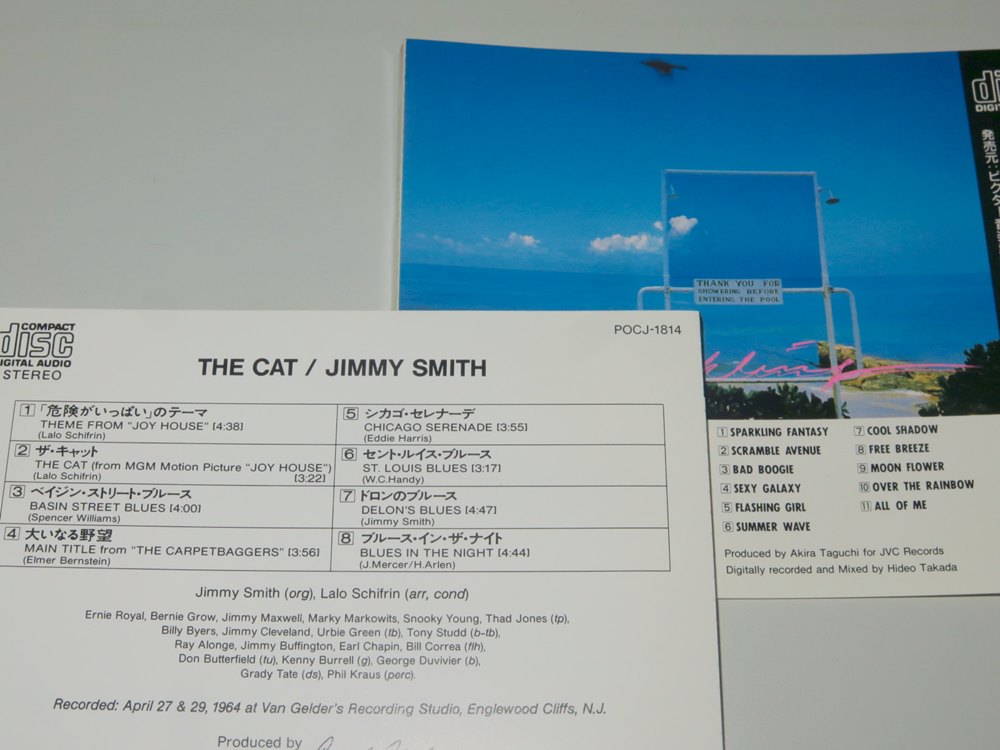 COMPACT
disc
DIGITAL AUDIO
STEREO
POCJ-1814
THE CAT / JIMMY SMITH
1 「危険がいっぱい」のテーマ
THEME FROM "JOY HOUSE" [4:38]
(Lalo Schifrin)
2 ザ・キャット
THE CAT (from MGM Motion Picture "JOY HOUSE")
(Lalo Schifrin) [3:22]
3 ベイジン・ストリート・ブルース
BASIN STREET BLUES [4:00]
(Spencer Williams)
4 大いなる野望
MAIN TITLE from "THE CARPETBAGGERS" [3:56]
(Elmer Bernstein)
5 シカゴ・セレナーデ
CHICAGO SERENADE [3:55]
(Eddie Harris)
6 セント・ルイス・ブルース
ST. LOUIS BLUES [3:17]
(W.C.Handy)
7 ドロンのブルース
DELON'S BLUES [4:47]
(Jimmy Smith)
8 ブルース・イン・ザ・ナイト
BLUES IN THE NIGHT [4:44]
(J.Mercer/H.Arlen)
Jimmy Smith (org), Lalo Schifrin (arr, cond)
Ernie Royal, Bernie Grow, Jimmy Maxwell, Marky Markowits, Snooky Young, Thad Jones (tp)
Billy Byers, Jimmy Cleveland, Urbie Green (tb), Tony Studd (b-tb),
Ray Alonge, Jimmy Buffington, Earl Chapin, Bill Correa (flh),
Don Butterfield (tu), Kenny Burrell (g), George Duvivier (b),
Grady Tate (ds), Phil Kraus (perc).
Recorded: April 27 & 29, 1964 at Van Gelder's Recording Studio, Englewood Cliffs, N.J.
Produced by
THANK YOU FOR
SHOWERING BEFORE
ENTERING THE POOL
1 SPARKLING FANTASY
2 SCRAMBLE AVENUE
3 BAD BOOGIE
4 SEXY GALAXY
5 FLASHING GIRL
6 SUMMER WAVE
7 COOL SHADOW
8 FREE BREEZE
9 MOON FLOWER
10 OVER THE RAINBOW
11 ALL OF ME
Produced by Akira Taguchi for JVC Records
Digitally recorded and Mixed by Hideo Takada
発売元：ビクター